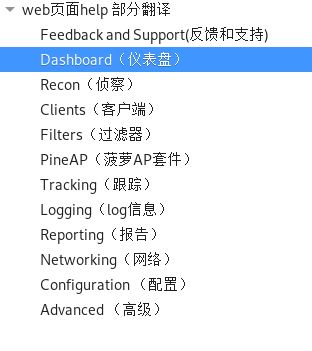 web页面help 部分翻译
Feedback and Support(反馈和支持)
Dashboard（仪表盘）
Recon（侦察）
Clients（客户端）
Filters（过滤器）
PineAP（菠萝AP套件）
Tracking（跟踪）
Logging（log信息）
Reporting（报告）
Networking（网络）
Configuration （配置）
Advanced （高级）